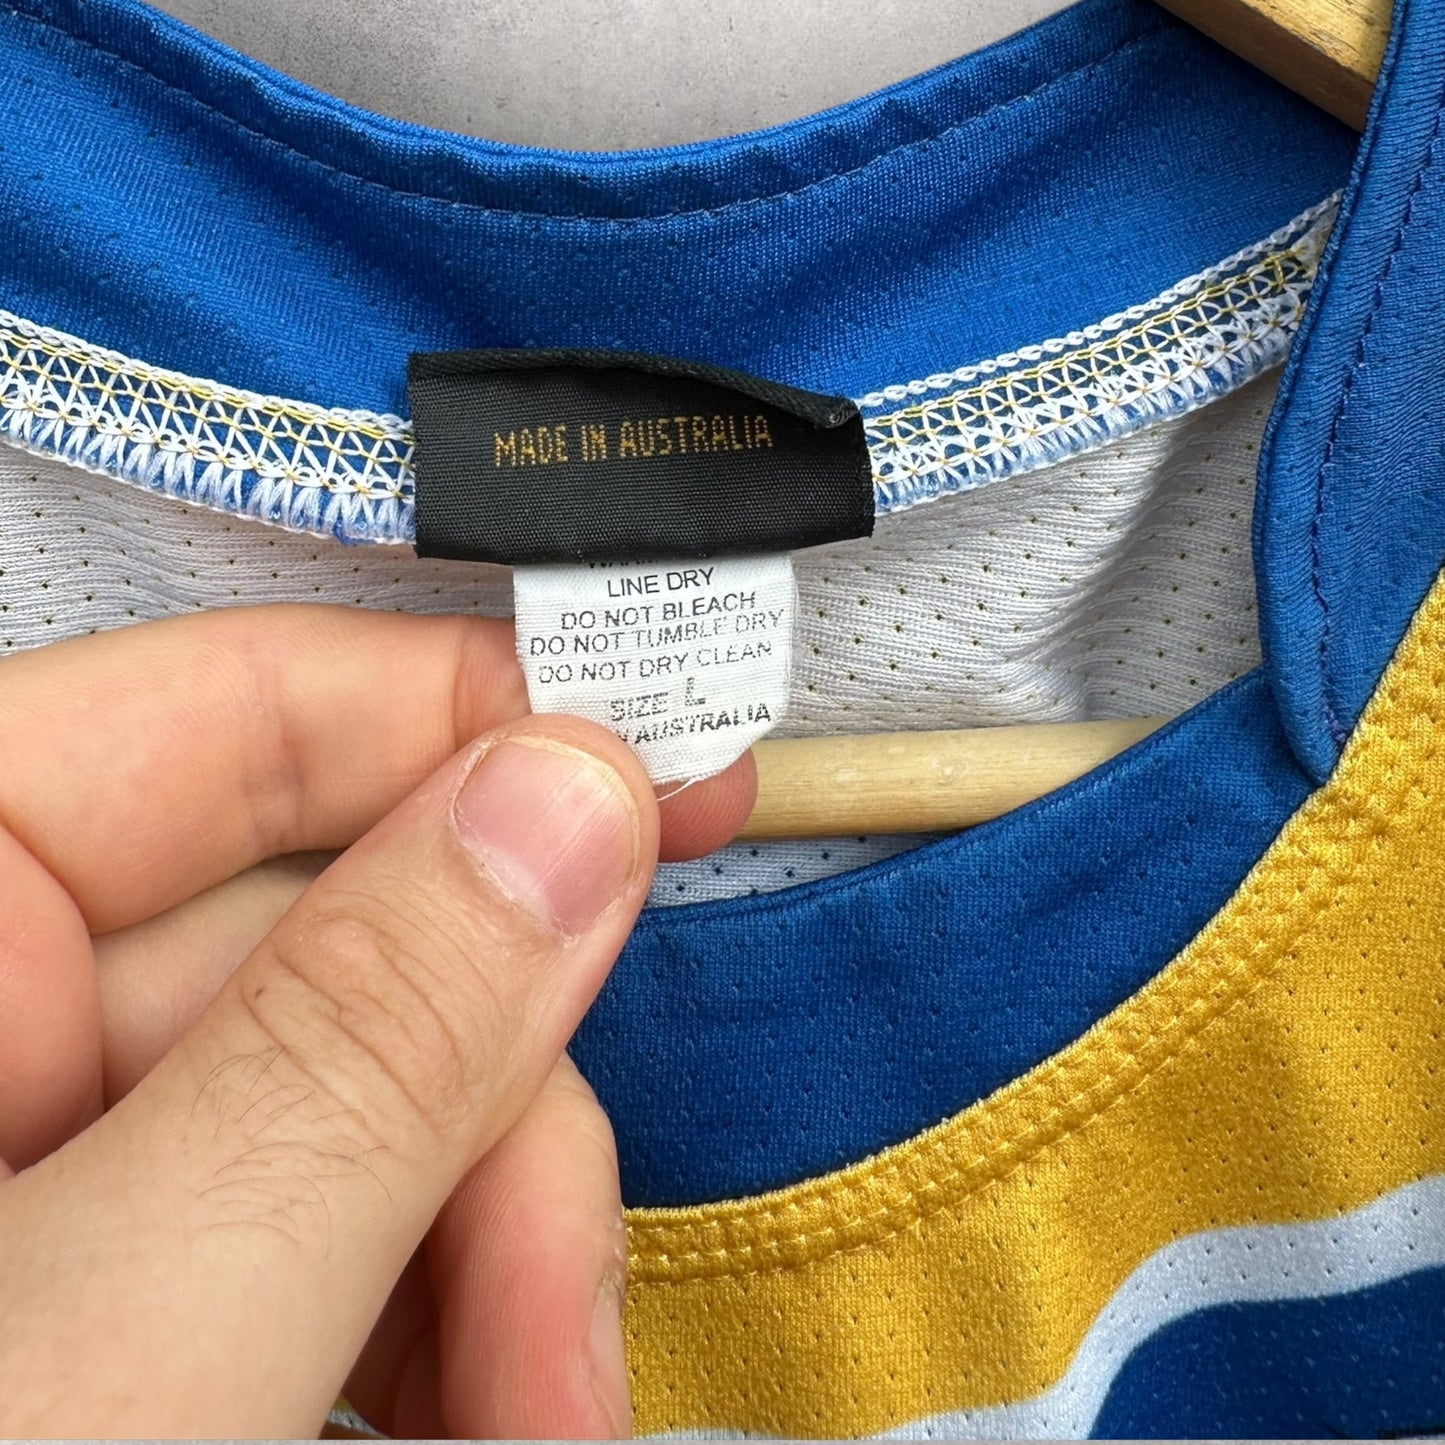 MADE IN AUSTRALIA
LINE DRY
DO NOT BLEACH
DO NOT TUMBLE DRY
DO NOT DRY CLEAN
SIZE L
AUSTRALIA